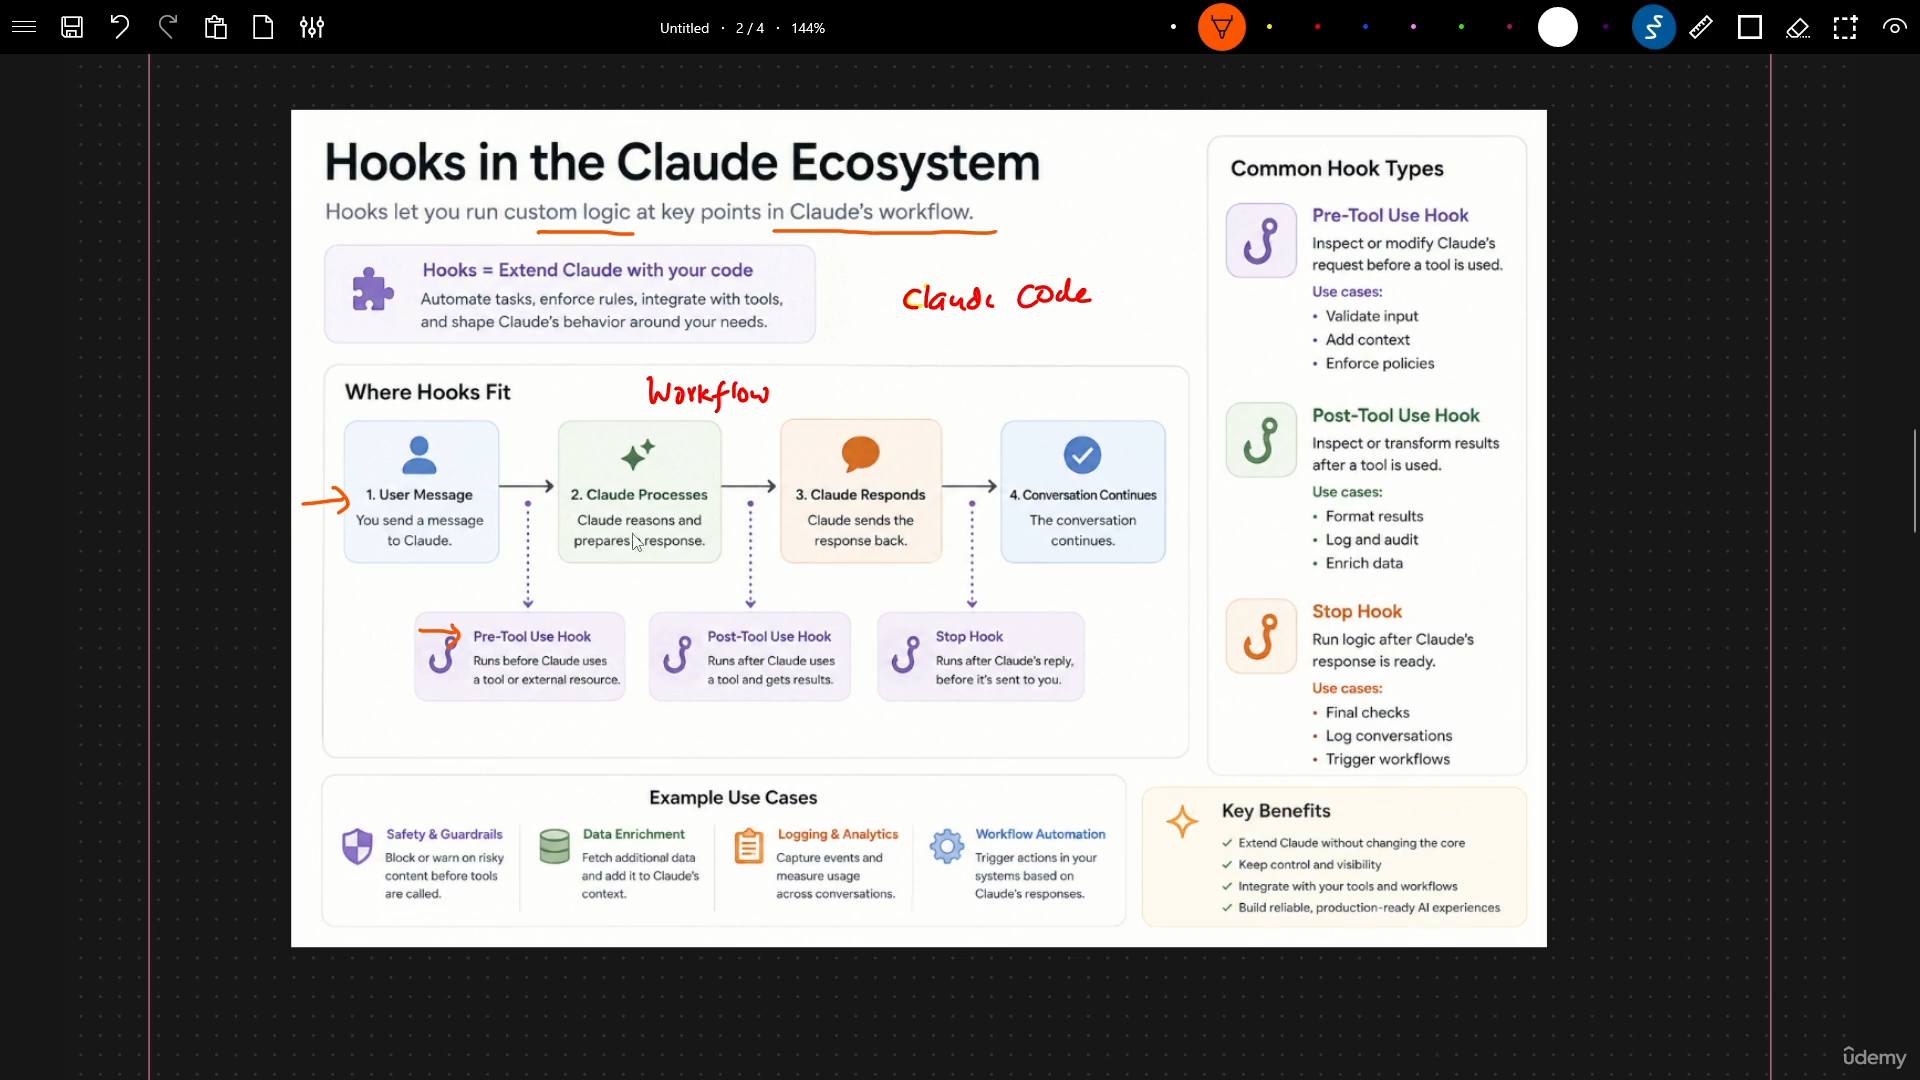 Untitled · 2 / 4 · 144%
Hooks in the Claude Ecosystem
Hooks let you run custom logic at key points in Claude's workflow.
Hooks = Extend Claude with your code
Automate tasks, enforce rules, integrate with tools,
and shape Claude's behavior around your needs.
Claude Code
Where Hooks Fit
Workflow
1. User Message
You send a message
to Claude.
2. Claude Processes
Claude reasons and
prepares response.
3. Claude Responds
Claude sends the
response back.
4. Conversation Continues
The conversation
continues.
Pre-Tool Use Hook
Runs before Claude uses
a tool or external resource.
Post-Tool Use Hook
Runs after Claude uses
a tool and gets results.
Stop Hook
Runs after Claude's reply,
before it's sent to you.
Common Hook Types
Pre-Tool Use Hook
Inspect or modify Claude's
request before a tool is used.
Use cases:
• Validate input
• Add context
• Enforce policies
Post-Tool Use Hook
Inspect or transform results
after a tool is used.
Use cases:
• Format results
• Log and audit
• Enrich data
Stop Hook
Run logic after Claude's
response is ready.
Use cases:
• Final checks
• Log conversations
• Trigger workflows
Example Use Cases
Safety & Guardrails
Block or warn on risky
content before tools
are called.
Data Enrichment
Fetch additional data
and add it to Claude's
context.
Logging & Analytics
Capture events and
measure usage
across conversations.
Workflow Automation
Trigger actions in your
systems based on
Claude's responses.
Key Benefits
✓ Extend Claude without changing the core
✓ Keep control and visibility
✓ Integrate with your tools and workflows
✓ Build reliable, production-ready AI experiences
ûdemy